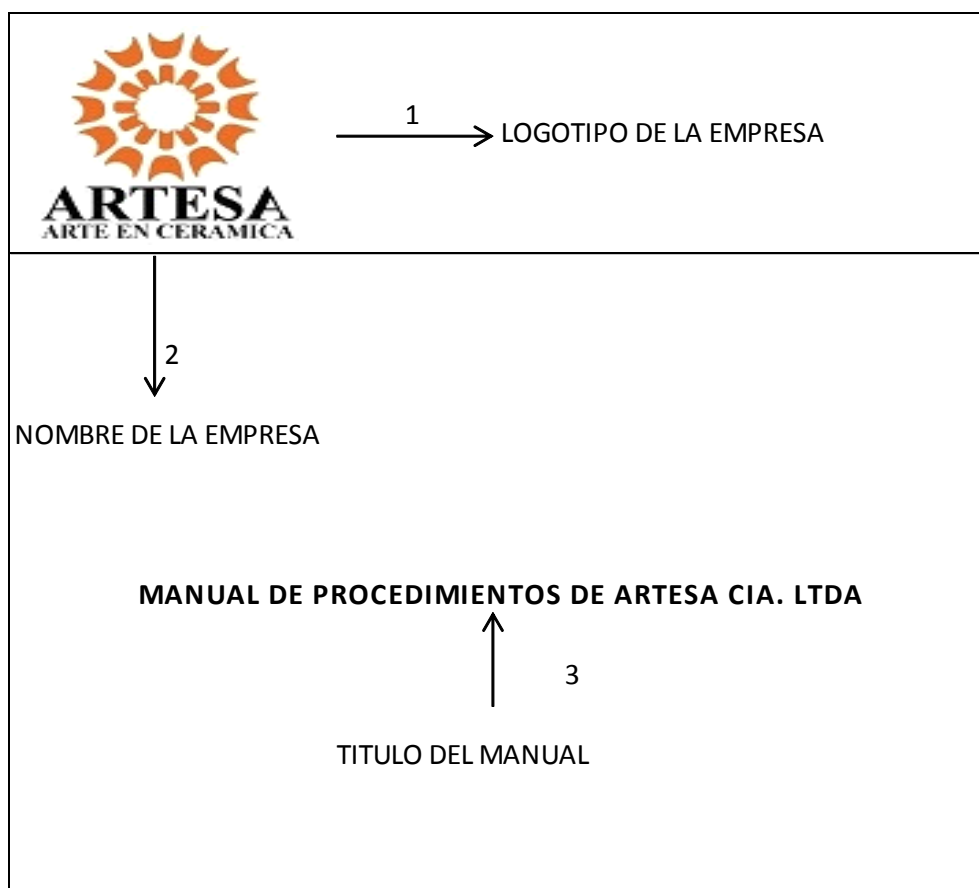 1
LOGOTIPO DE LA EMPRESA
ARTESA
ARTE EN CERAMICA
2
NOMBRE DE LA EMPRESA
MANUAL DE PROCEDIMIENTOS DE ARTESA CIA. LTDA
3
TITULO DEL MANUAL